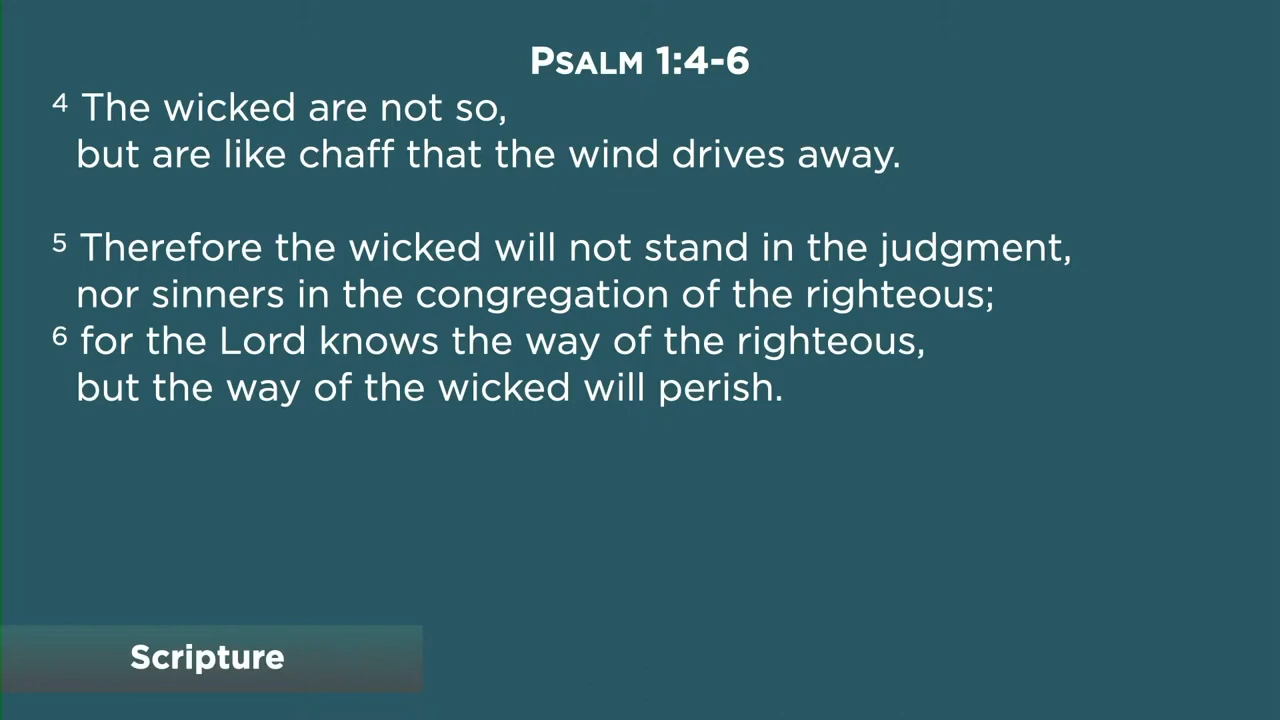 PSALM 1:4-6
4 The wicked are not so,
but are like chaff that the wind drives away.
5 Therefore the wicked will not stand in the judgment,
nor sinners in the congregation of the righteous;
6 for the Lord knows the way of the righteous,
but the way of the wicked will perish.
Scripture